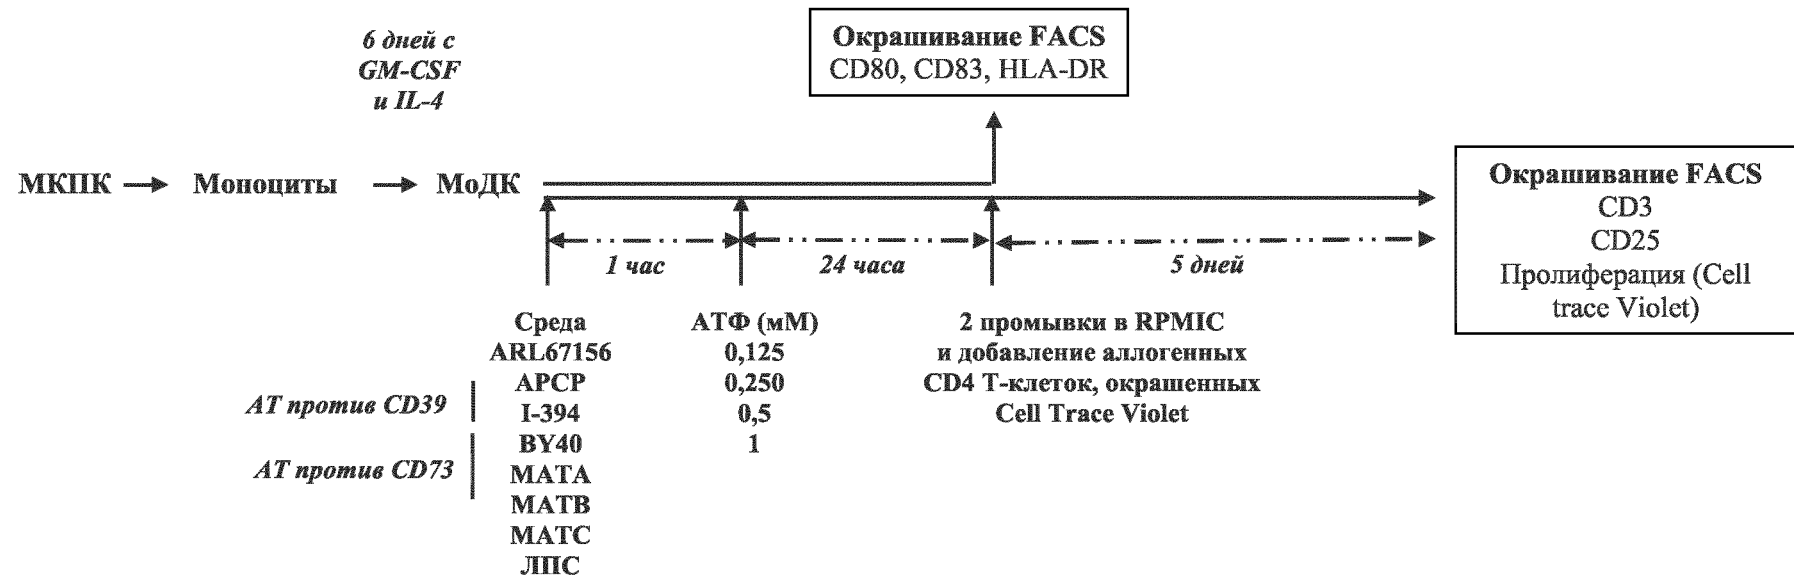 6 дней с
GM-CSF
и IL-4
Окрашивание FACS
CD80, CD83, HLA-DR
МКПК
Моноциты
МоДК
Окрашивание FACS
CD3
CD25
Пролиферация (Cell
trace Violet)
1 час
24 часа
5 дней
Среда
ARL67156
APCP
I-394
BY40
МАТА
МАТВ
МАТС
ЛПС
АТ против CD39
АТ против CD73
АТФ (мМ)
0,125
0,250
0,5
1
2 промывки в RPMIC
и добавление аллогенных
CD4 Т-клеток, окрашенных
Cell Trace Violet